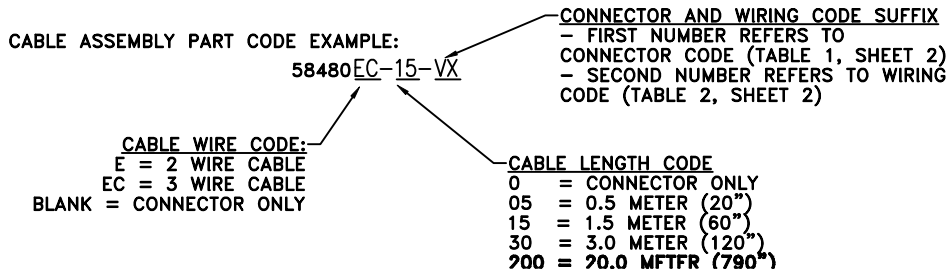 CABLE ASSEMBLY PART CODE EXAMPLE:
58480EC-15-VX
CONNECTOR AND WIRING CODE SUFFIX
- FIRST NUMBER REFERS TO
CONNECTOR CODE (TABLE 1, SHEET 2)
- SECOND NUMBER REFERS TO WIRING
CODE (TABLE 2, SHEET 2)
CABLE WIRE CODE:
E = 2 WIRE CABLE
EC = 3 WIRE CABLE
BLANK = CONNECTOR ONLY
CABLE LENGTH CODE
0 = CONNECTOR ONLY
05 = 0.5 METER (20")
15 = 1.5 METER (60")
30 = 3.0 METER (120")
200 = 20.0 METER (790")